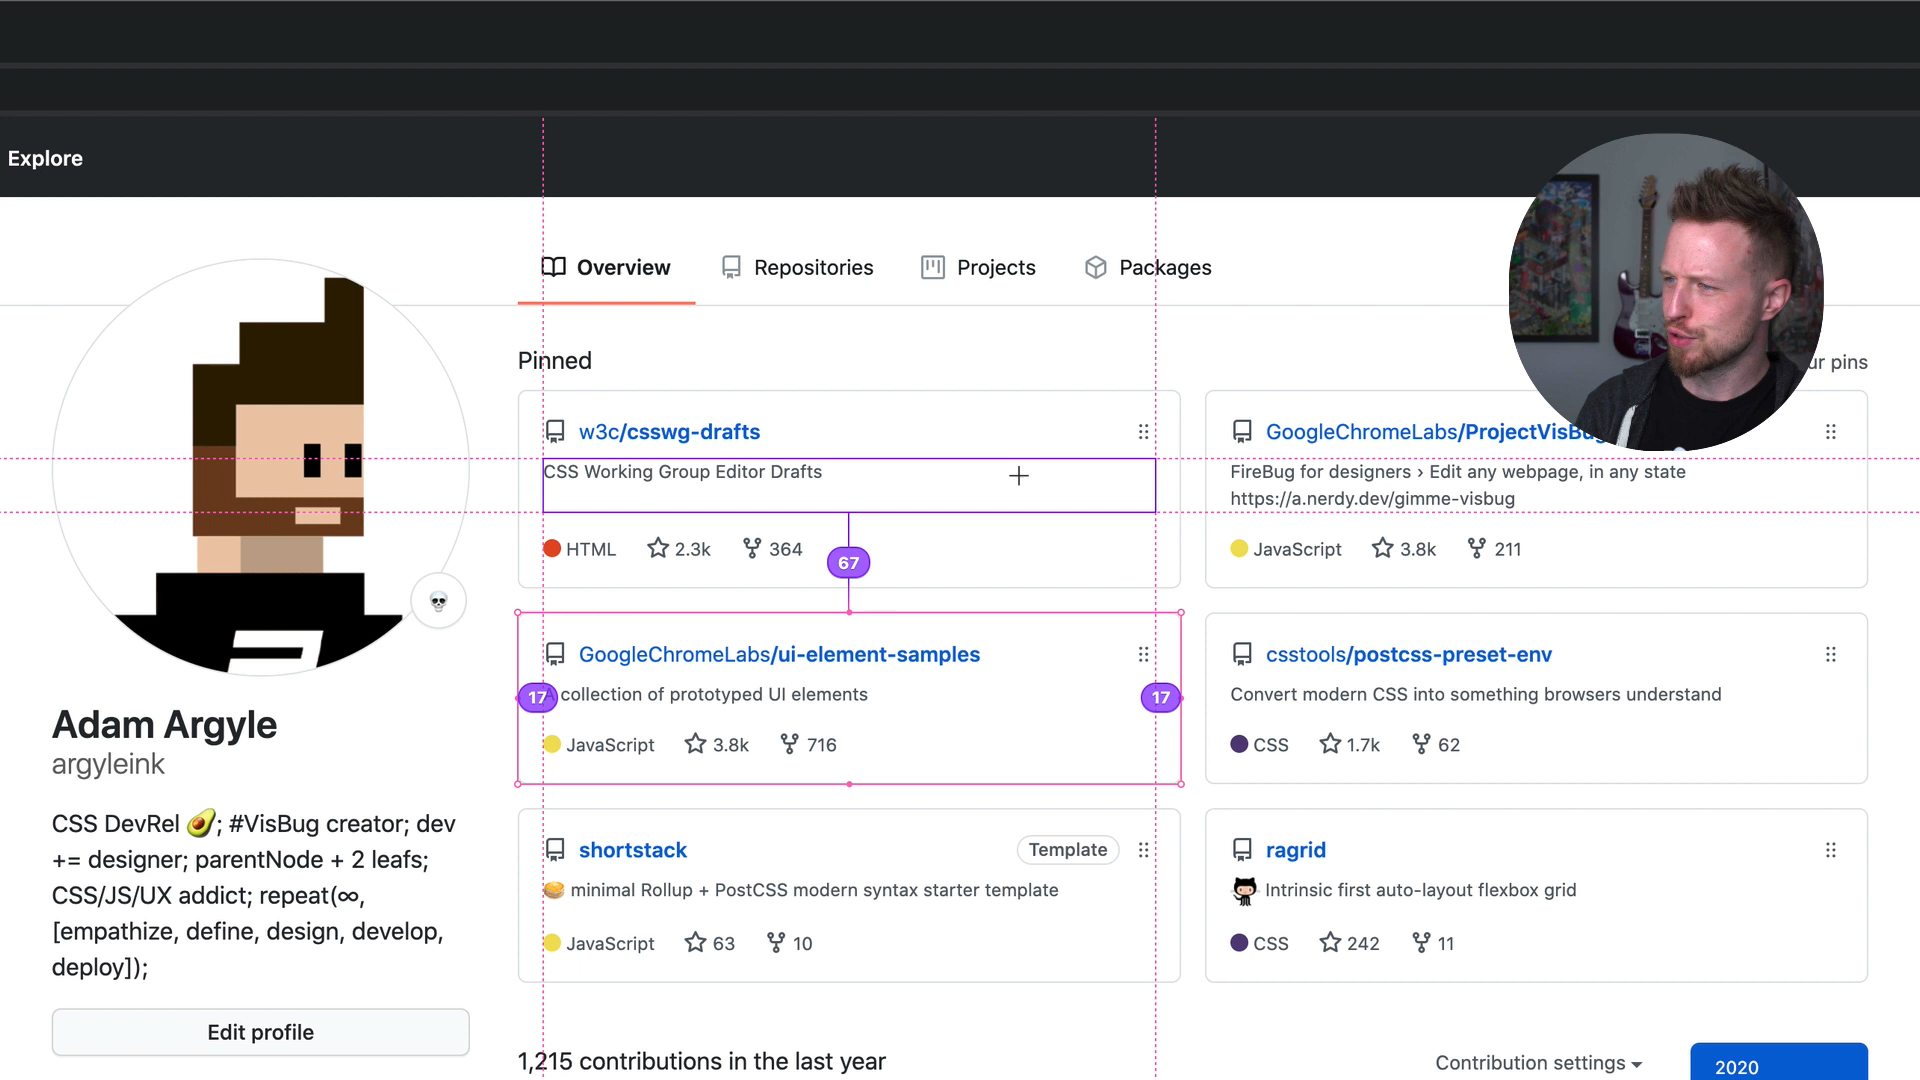 Explore
Overview
Repositories
Projects
Packages
Pinned
ur pins
w3c/csswg-drafts
CSS Working Group Editor Drafts
HTML
2.3k
364
67
GoogleChromeLabs/ProjectVisBug
FireBug for designers › Edit any webpage, in any state
https://a.nerdy.dev/gimme-visbug
JavaScript
3.8k
211
GoogleChromeLabs/ui-element-samples
17
collection of prototyped UI elements
17
JavaScript
3.8k
716
csstools/postcss-preset-env
Convert modern CSS into something browsers understand
CSS
1.7k
62
shortstack
Template
minimal Rollup + PostCSS modern syntax starter template
JavaScript
63
10
ragrid
Intrinsic first auto-layout flexbox grid
CSS
242
11
Adam Argyle
argyleink
CSS DevRel 🥑; #VisBug creator; dev
+= designer; parentNode + 2 leafs;
CSS/JS/UX addict; repeat(∞,
[empathize, define, design, develop,
deploy]);
Edit profile
1,215 contributions in the last year
Contribution settings
2020